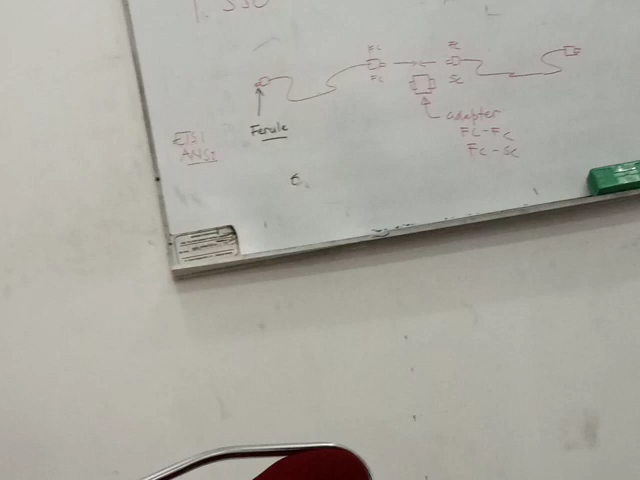 FC
FC
FC
SC
adapter
FC-FC
FC-SC
Ferule
ETSI
ANSI